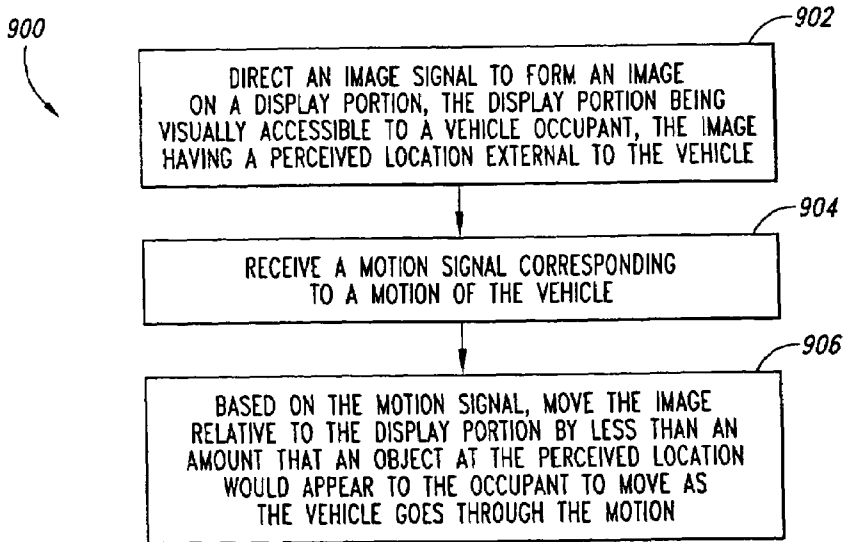 900
902
DIRECT AN IMAGE SIGNAL TO FORM AN IMAGE
ON A DISPLAY PORTION, THE DISPLAY PORTION BEING
VISUALLY ACCESSIBLE TO A VEHICLE OCCUPANT, THE IMAGE
HAVING A PERCEIVED LOCATION EXTERNAL TO THE VEHICLE
904
RECEIVE A MOTION SIGNAL CORRESPONDING
TO A MOTION OF THE VEHICLE
906
BASED ON THE MOTION SIGNAL, MOVE THE IMAGE
RELATIVE TO THE DISPLAY PORTION BY LESS THAN AN
AMOUNT THAT AN OBJECT AT THE PERCEIVED LOCATION
WOULD APPEAR TO THE OCCUPANT TO MOVE AS
THE VEHICLE GOES THROUGH THE MOTION